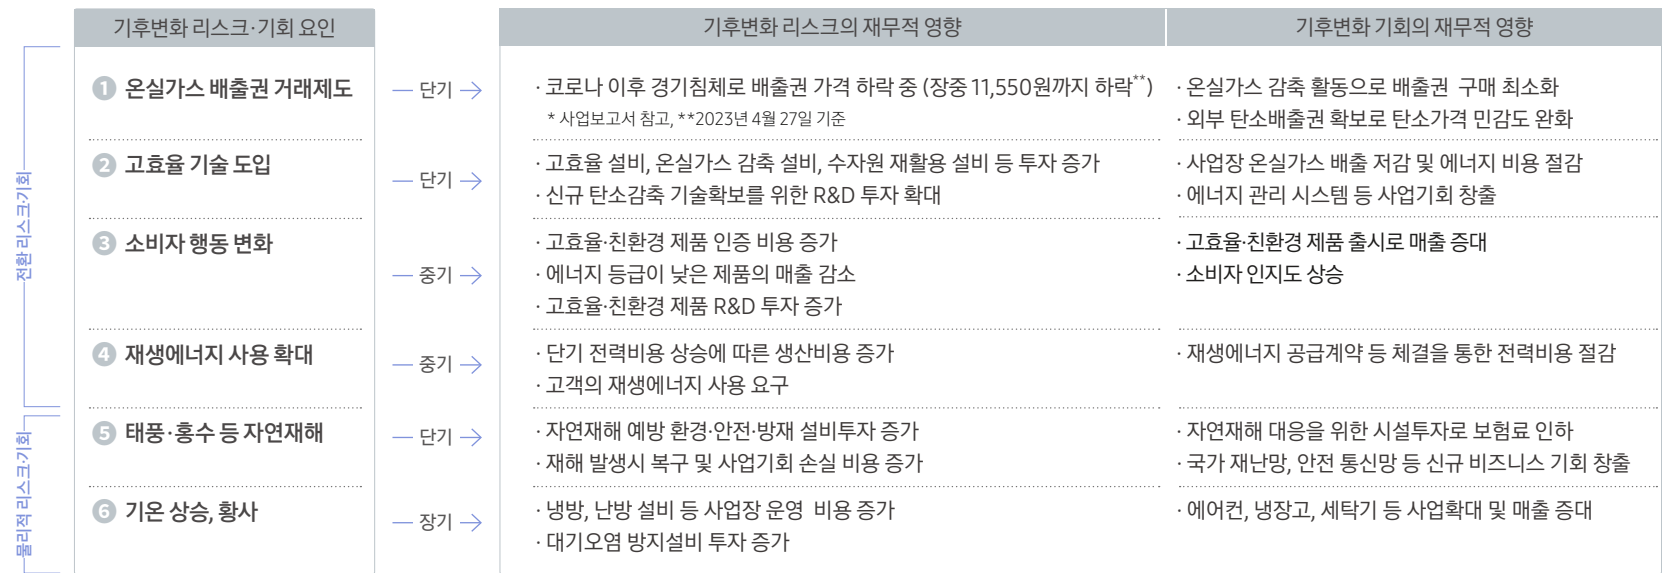 기후변화 리스크·기회 요인
기후변화 리스크의 재무적 영향
기후변화 기회의 재무적 영향
전환 리스크·기회
1 온실가스 배출권 거래제도
단기
· 코로나 이후 경기침체로 배출권 가격 하락 중 (장중 11,550원까지 하락**)
* 사업보고서 참고, **2023년 4월 27일 기준
· 온실가스 감축 활동으로 배출권 구매 최소화
· 외부 탄소배출권 확보로 탄소가격 민감도 완화
2 고효율 기술 도입
단기
· 고효율 설비, 온실가스 감축 설비, 수자원 재활용 설비 등 투자 증가
· 신규 탄소감축 기술확보를 위한 R&D 투자 확대
· 사업장 온실가스 배출 저감 및 에너지 비용 절감
· 에너지 관리 시스템 등 사업기회 창출
3 소비자 행동 변화
중기
· 고효율·친환경 제품 인증 비용 증가
· 에너지 등급이 낮은 제품의 매출 감소
· 고효율·친환경 제품 R&D 투자 증가
· 고효율·친환경 제품 출시로 매출 증대
· 소비자 인지도 상승
4 재생에너지 사용 확대
중기
· 단기 전력비용 상승에 따른 생산비용 증가
· 고객의 재생에너지 사용 요구
· 재생에너지 공급계약 등 체결을 통한 전력비용 절감
물리적 리스크·기회
5 태풍·홍수 등 자연재해
단기
· 자연재해 예방 환경·안전·방재 설비투자 증가
· 재해 발생시 복구 및 사업기회 손실 비용 증가
· 자연재해 대응을 위한 시설투자로 보험료 인하
· 국가 재난망, 안전 통신망 등 신규 비즈니스 기회 창출
6 기온 상승, 황사
장기
· 냉방, 난방 설비 등 사업장 운영 비용 증가
· 대기오염 방지설비 투자 증가
· 에어컨, 냉장고, 세탁기 등 사업확대 및 매출 증대